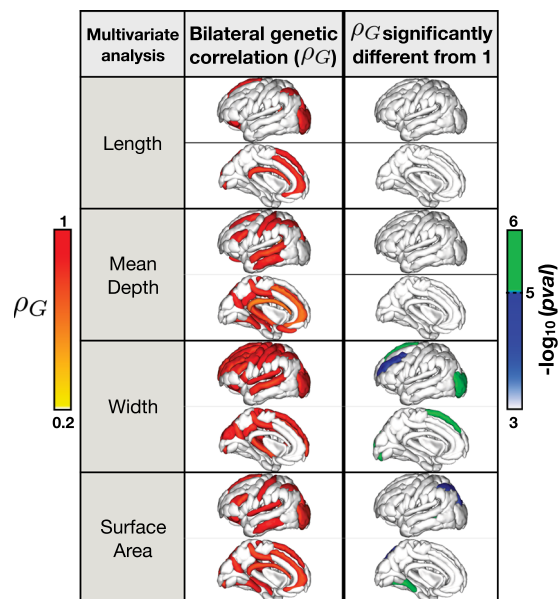 Multivariate analysis
Bilateral genetic correlation (ρG)
ρG significantly different from 1
Length
Mean Depth
Width
Surface Area
1
ρG
0.2
6
5
3
-log10(pval)